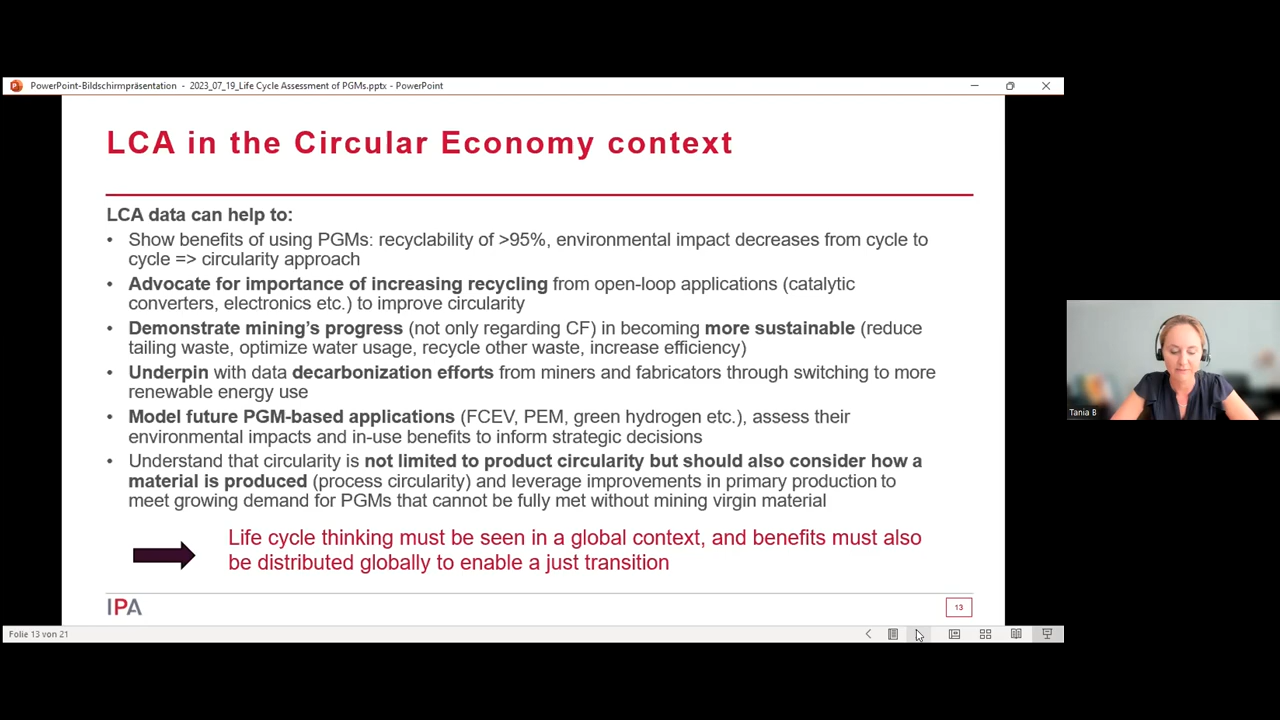 PowerPoint-Bildschirmpräsentation - 2023_07_19_Life Cycle Assessment of PGMs.pptx - PowerPoint
LCA in the Circular Economy context
LCA data can help to:
• Show benefits of using PGMs: recyclability of >95%, environmental impact decreases from cycle to
cycle => circularity approach
• Advocate for importance of increasing recycling from open-loop applications (catalytic
converters, electronics etc.) to improve circularity
• Demonstrate mining's progress (not only regarding CF) in becoming more sustainable (reduce
tailing waste, optimize water usage, recycle other waste, increase efficiency)
• Underpin with data decarbonization efforts from miners and fabricators through switching to more
renewable energy use
• Model future PGM-based applications (FCEV, PEM, green hydrogen etc.), assess their
environmental impacts and in-use benefits to inform strategic decisions
• Understand that circularity is not limited to product circularity but should also consider how a
material is produced (process circularity) and leverage improvements in primary production to
meet growing demand for PGMs that cannot be fully met without mining virgin material
Life cycle thinking must be seen in a global context, and benefits must also
be distributed globally to enable a just transition
IPA
13
Folie 13 von 21
Tania B